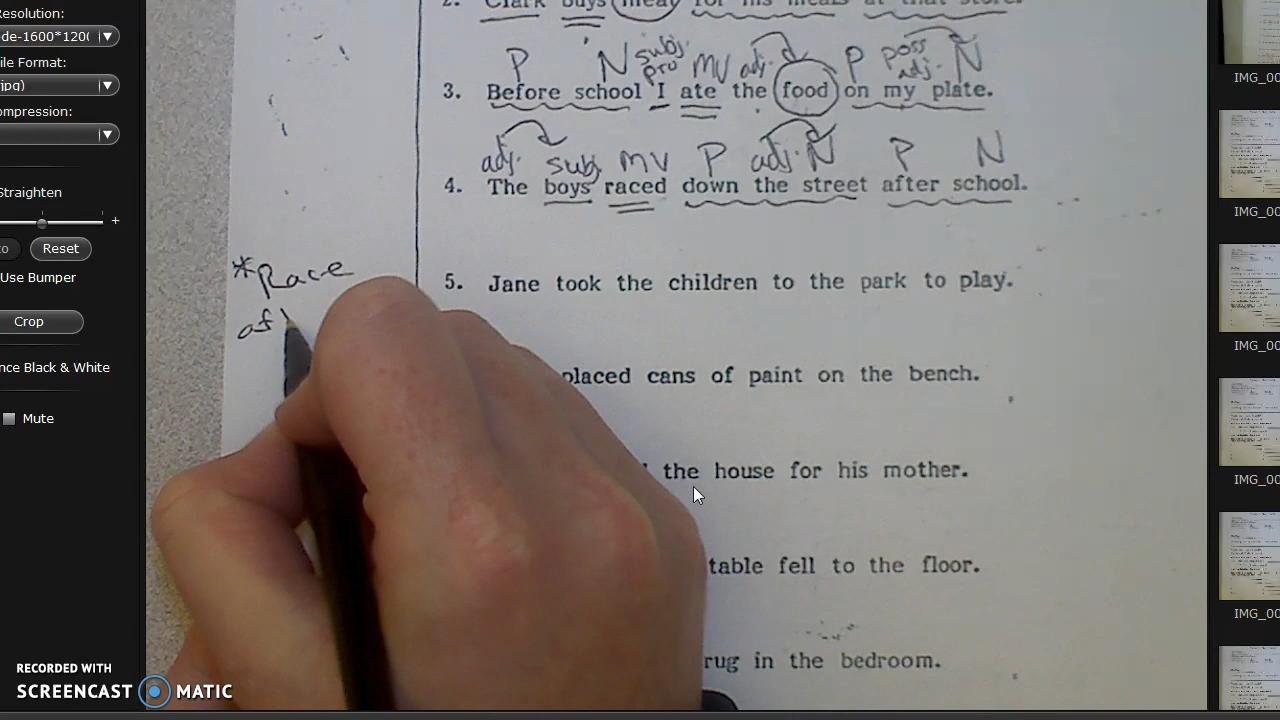 Resolution:
de-1600*1200
File Format:
jpg)
ompression:
Straighten
+
Reset
Use Bumper
Crop
nce Black & White
Mute
RECORDED WITH
SCREENCAST MATIC
2. Clark buys meat for his meals at that store.
P N subj. pro MV adj. P poss adj. N
3. Before school I ate the food on my plate.
adj. subj. MV P adj. N P N
4. The boys raced down the street after school.
*Race
5. Jane took the children to the park to play.
placed cans of paint on the bench.
the house for his mother.
table fell to the floor.
rug in the bedroom.
IMG_00
IMG_00
IMG_00
IMG_00
IMG_00